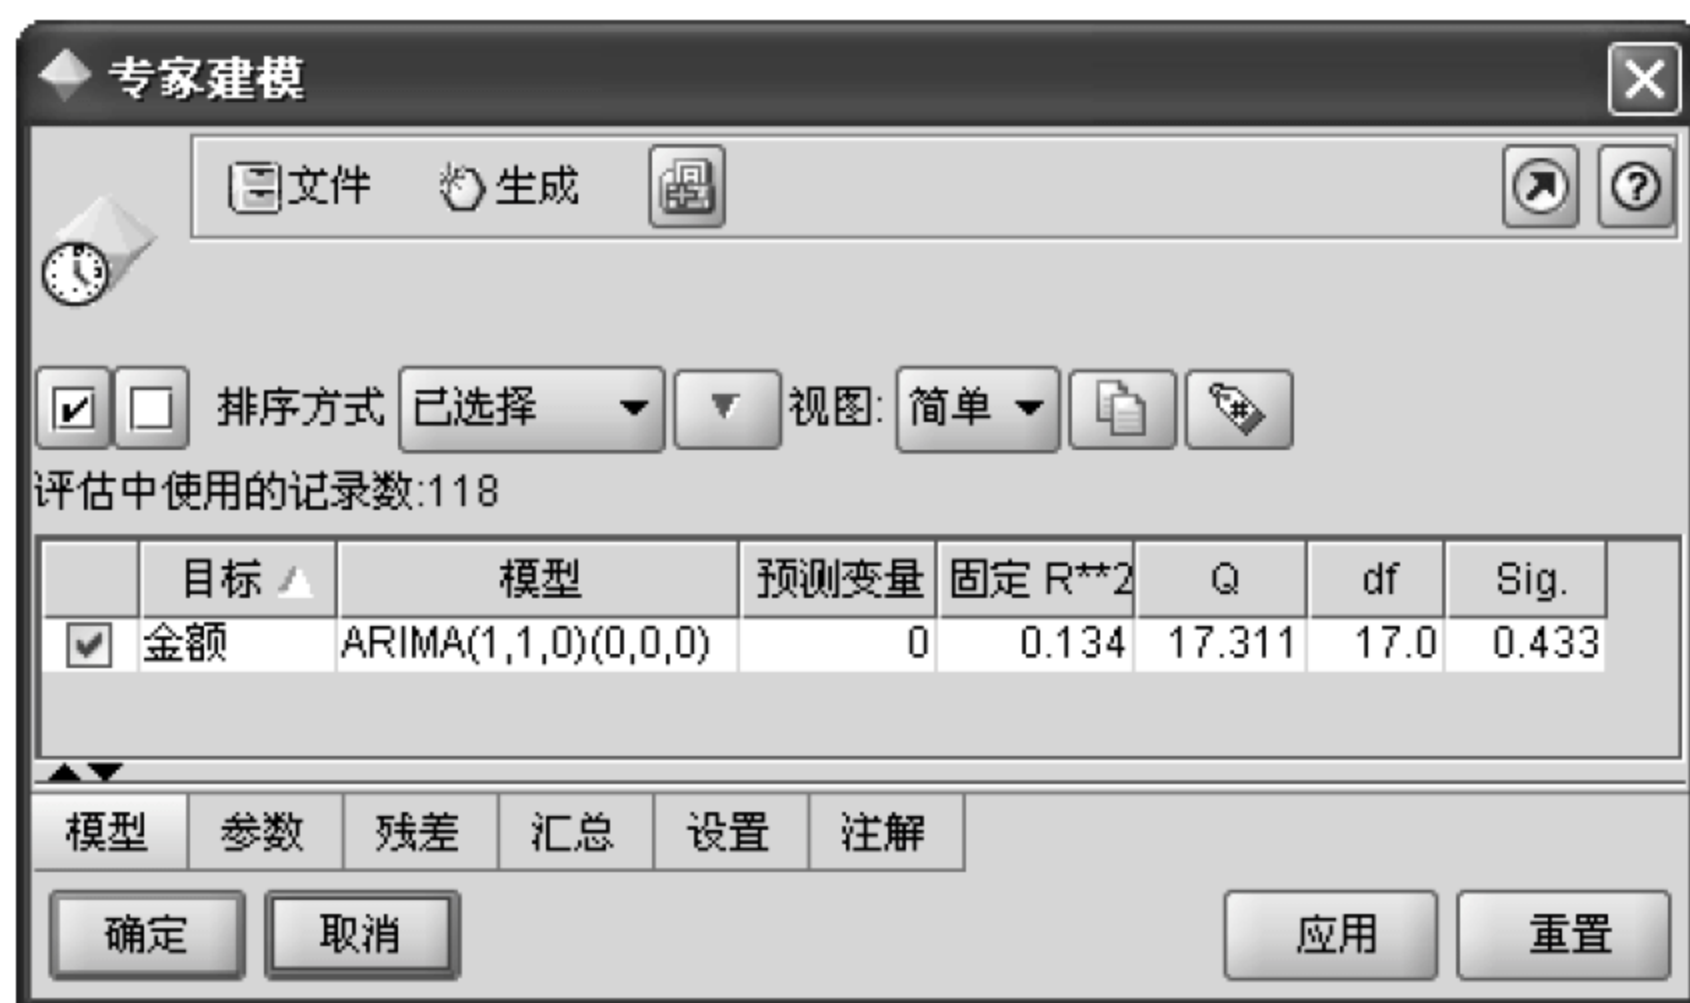 专家建模
文件 生成
排序方式 已选择 视图: 简单
评估中使用的记录数:118
目标 模型 预测变量 固定 R**2 Q df Sig.
金额 ARIMA(1,1,0)(0,0,0) 0 0.134 17.311 17.0 0.433
模型 参数 残差 汇总 设置 注解
确定 取消 应用 重置